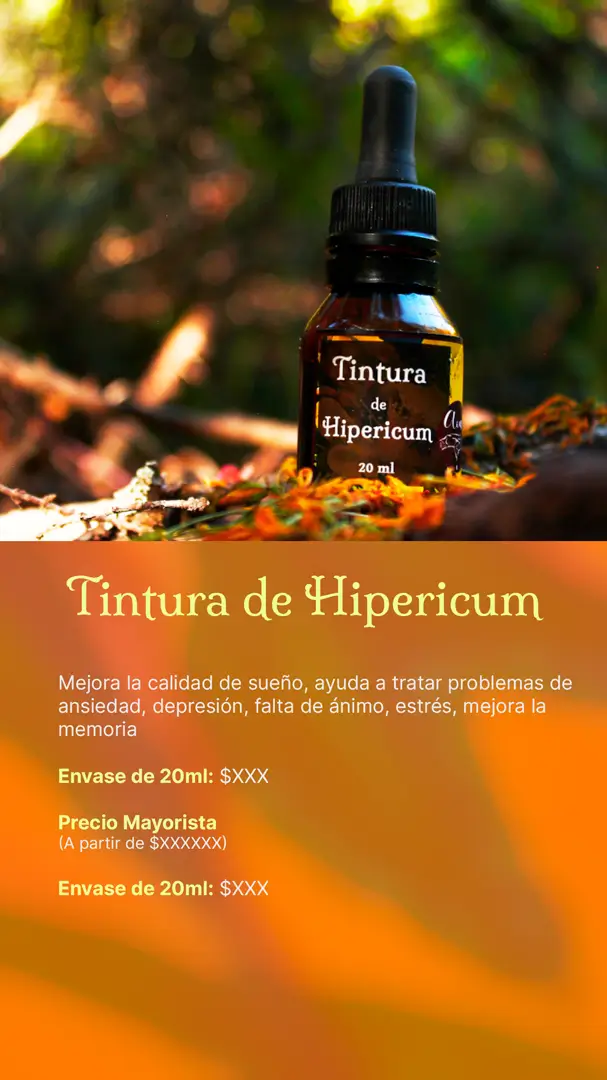 Tintura
de
Hipericum
20 ml
Tintura de Hipericum
Mejora la calidad de sueño, ayuda a tratar problemas de
ansiedad, depresión, falta de ánimo, estrés, mejora la
memoria
Envase de 20ml: $XXX
Precio Mayorista
(A partir de $XXXXXX)
Envase de 20ml: $XXX